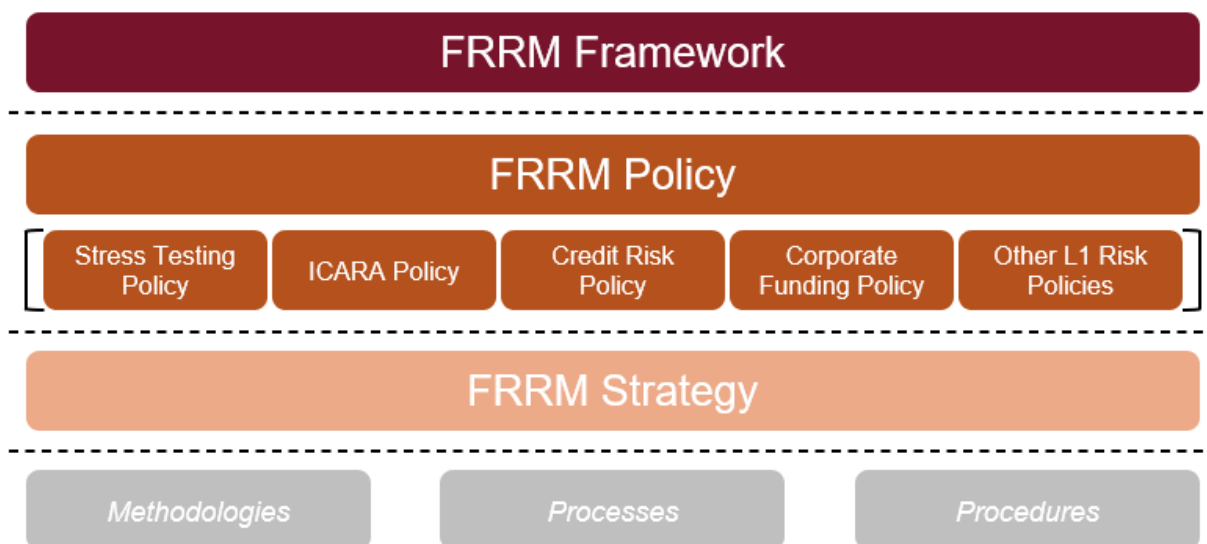 FRRM Framework
FRRM Policy
Stress Testing
Policy
ICARA Policy
Credit Risk
Policy
Corporate
Funding Policy
Other L1 Risk
Policies
FRRM Strategy
Methodologies
Processes
Procedures